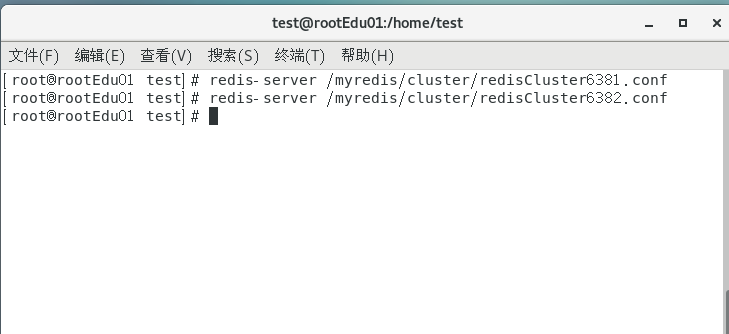 test@rootEdu01:/home/test
文件(F) 编辑(E) 查看(V) 搜索(S) 终端(T) 帮助(H)
[root@rootEdu01 test]# redis-server /myredis/cluster/redisCluster6381.conf
[root@rootEdu01 test]# redis-server /myredis/cluster/redisCluster6382.conf
[root@rootEdu01 test]#